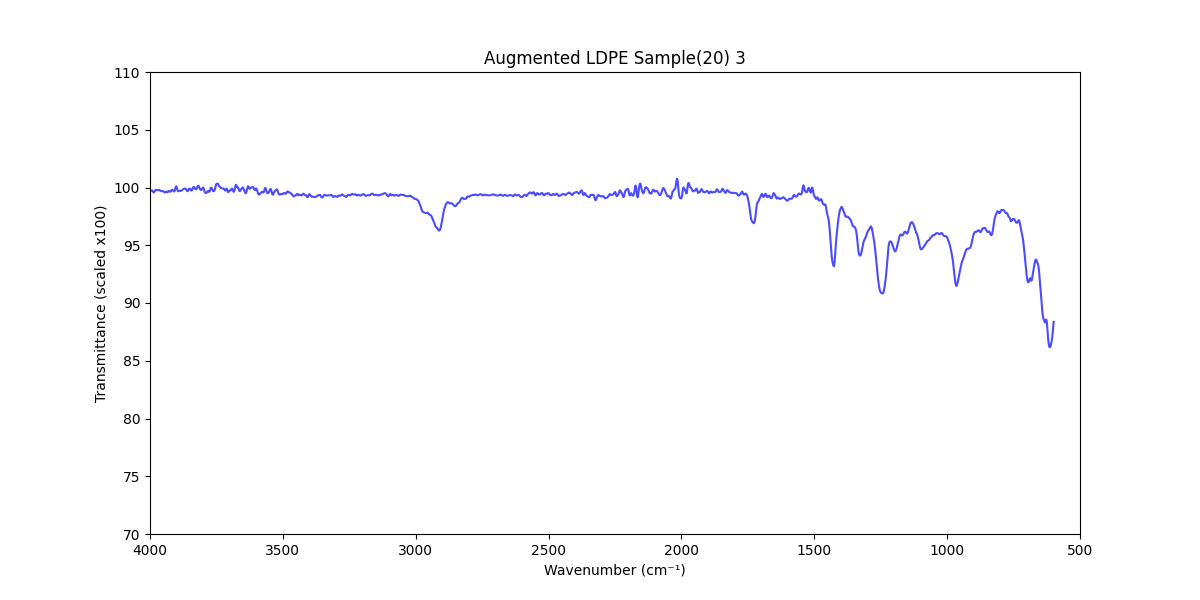 Augmented LDPE Sample(20) 3
110
105
100
95
90
85
80
75
70
Transmittance (scaled x100)
4000 3500 3000 2500 2000 1500 1000 500
Wavenumber (cm⁻¹)